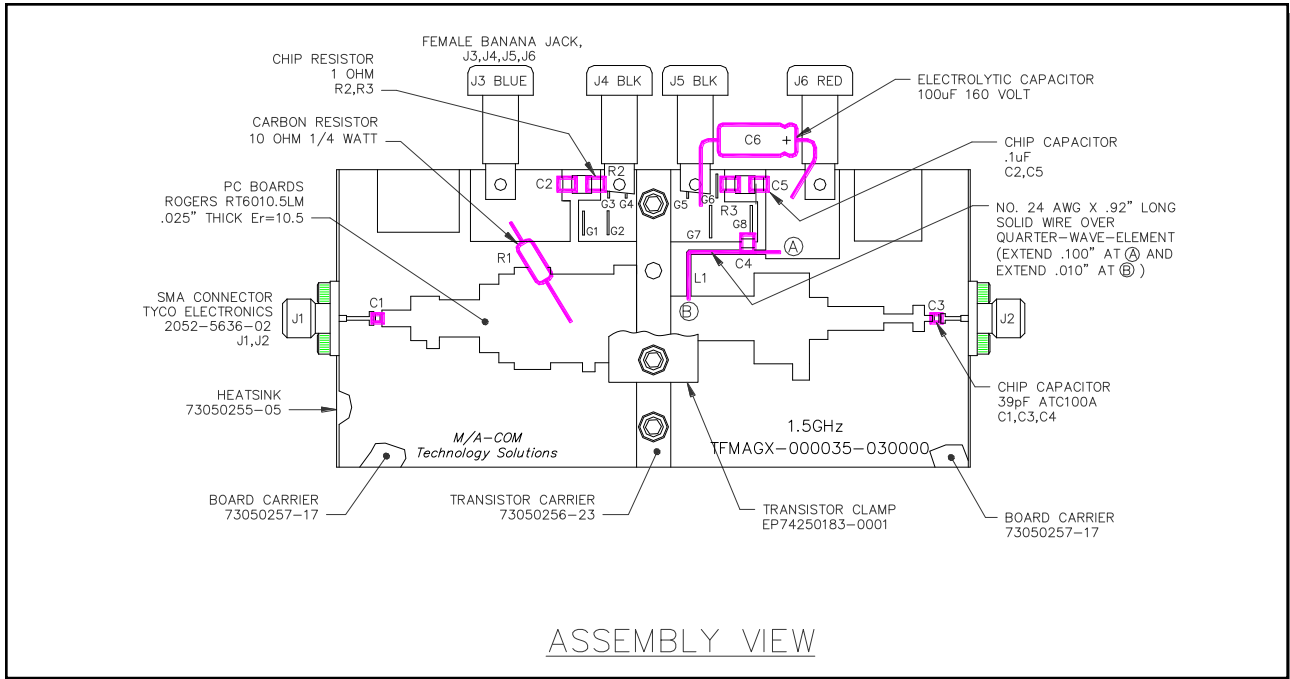 FEMALE BANANA JACK,
J3,J4,J5,J6
CHIP RESISTOR
1 OHM
R2,R3
J3 BLUE
J4 BLK
J5 BLK
J6 RED
ELECTROLYTIC CAPACITOR
100uF 160 VOLT
CARBON RESISTOR
10 OHM 1/4 WATT
C6
+
CHIP CAPACITOR
.1uF
C2,C5
PC BOARDS
ROGERS RT6010.5LM
.025” THICK Er=10.5
C2
R2
G3
G4
G5
G6
C5
R3
G1
G2
G7
G8
NO. 24 AWG X .92” LONG
SOLID WIRE OVER
QUARTER-WAVE-ELEMENT
(EXTEND .100” AT A AND
EXTEND .010” AT B )
R1
A
C4
L1
B
SMA CONNECTOR
TYCO ELECTRONICS
2052-5636-02
J1,J2
J1
C1
C3
J2
HEATSINK
73050255-05
CHIP CAPACITOR
39pF ATC100A
C1,C3,C4
M/A-COM
Technology Solutions
1.5GHz
TFMAGX-000035-030000
BOARD CARRIER
73050257-17
TRANSISTOR CARRIER
73050256-23
TRANSISTOR CLAMP
EP74250183-0001
BOARD CARRIER
73050257-17
ASSEMBLY VIEW